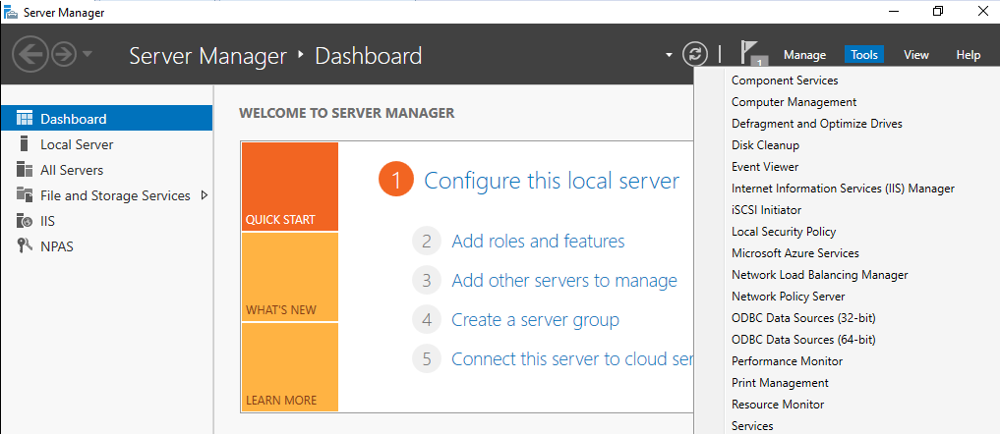 Server Manager
Server Manager ‣ Dashboard
1
Manage
Tools
View
Help
Dashboard
Local Server
All Servers
File and Storage Services
IIS
NPAS
WELCOME TO SERVER MANAGER
QUICK START
WHAT'S NEW
LEARN MORE
1 Configure this local server
2 Add roles and features
3 Add other servers to manage
4 Create a server group
5 Connect this server to cloud ser
Component Services
Computer Management
Defragment and Optimize Drives
Disk Cleanup
Event Viewer
Internet Information Services (IIS) Manager
iSCSI Initiator
Local Security Policy
Microsoft Azure Services
Network Load Balancing Manager
Network Policy Server
ODBC Data Sources (32-bit)
ODBC Data Sources (64-bit)
Performance Monitor
Print Management
Resource Monitor
Services